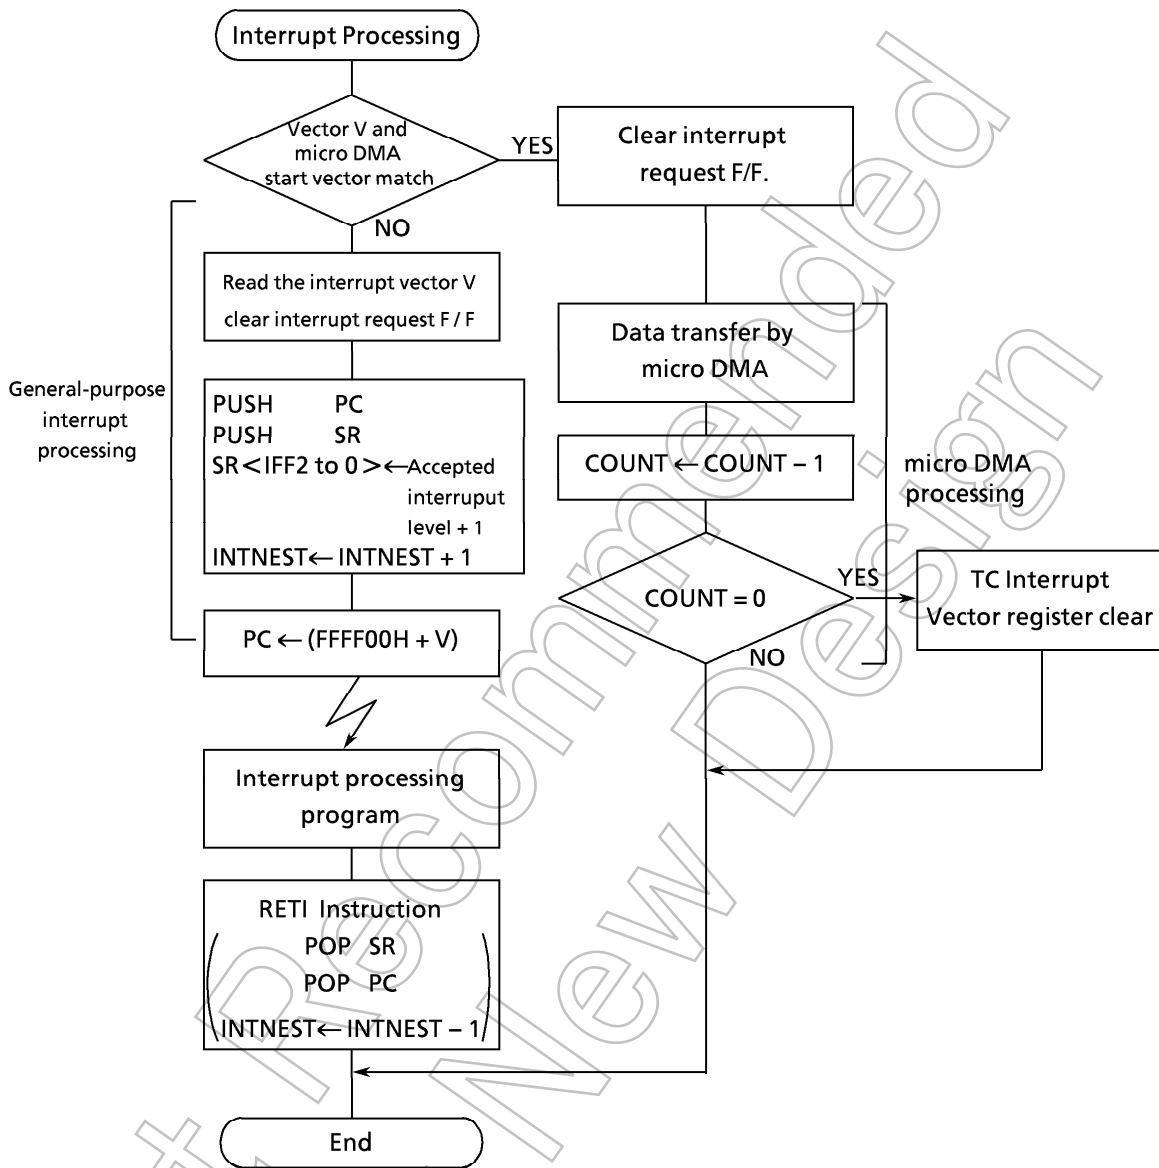 Interrupt Processing
Vector V and
micro DMA
start vector match
YES
NO
Clear interrupt
request F/F.
Read the interrupt vector V
clear interrupt request F / F
General-purpose
interrupt
processing
PUSH PC
PUSH SR
SR<IFF2 to 0>←Accepted
interruput
level + 1
INTNEST← INTNEST + 1
PC ← (FFFF00H + V)
Interrupt processing
program
RETI Instruction
POP SR
POP PC
INTNEST← INTNEST – 1
Data transfer by
micro DMA
COUNT ← COUNT – 1
micro DMA
processing
COUNT = 0
YES
NO
TC Interrupt
Vector register clear
End
Recommended
New Design